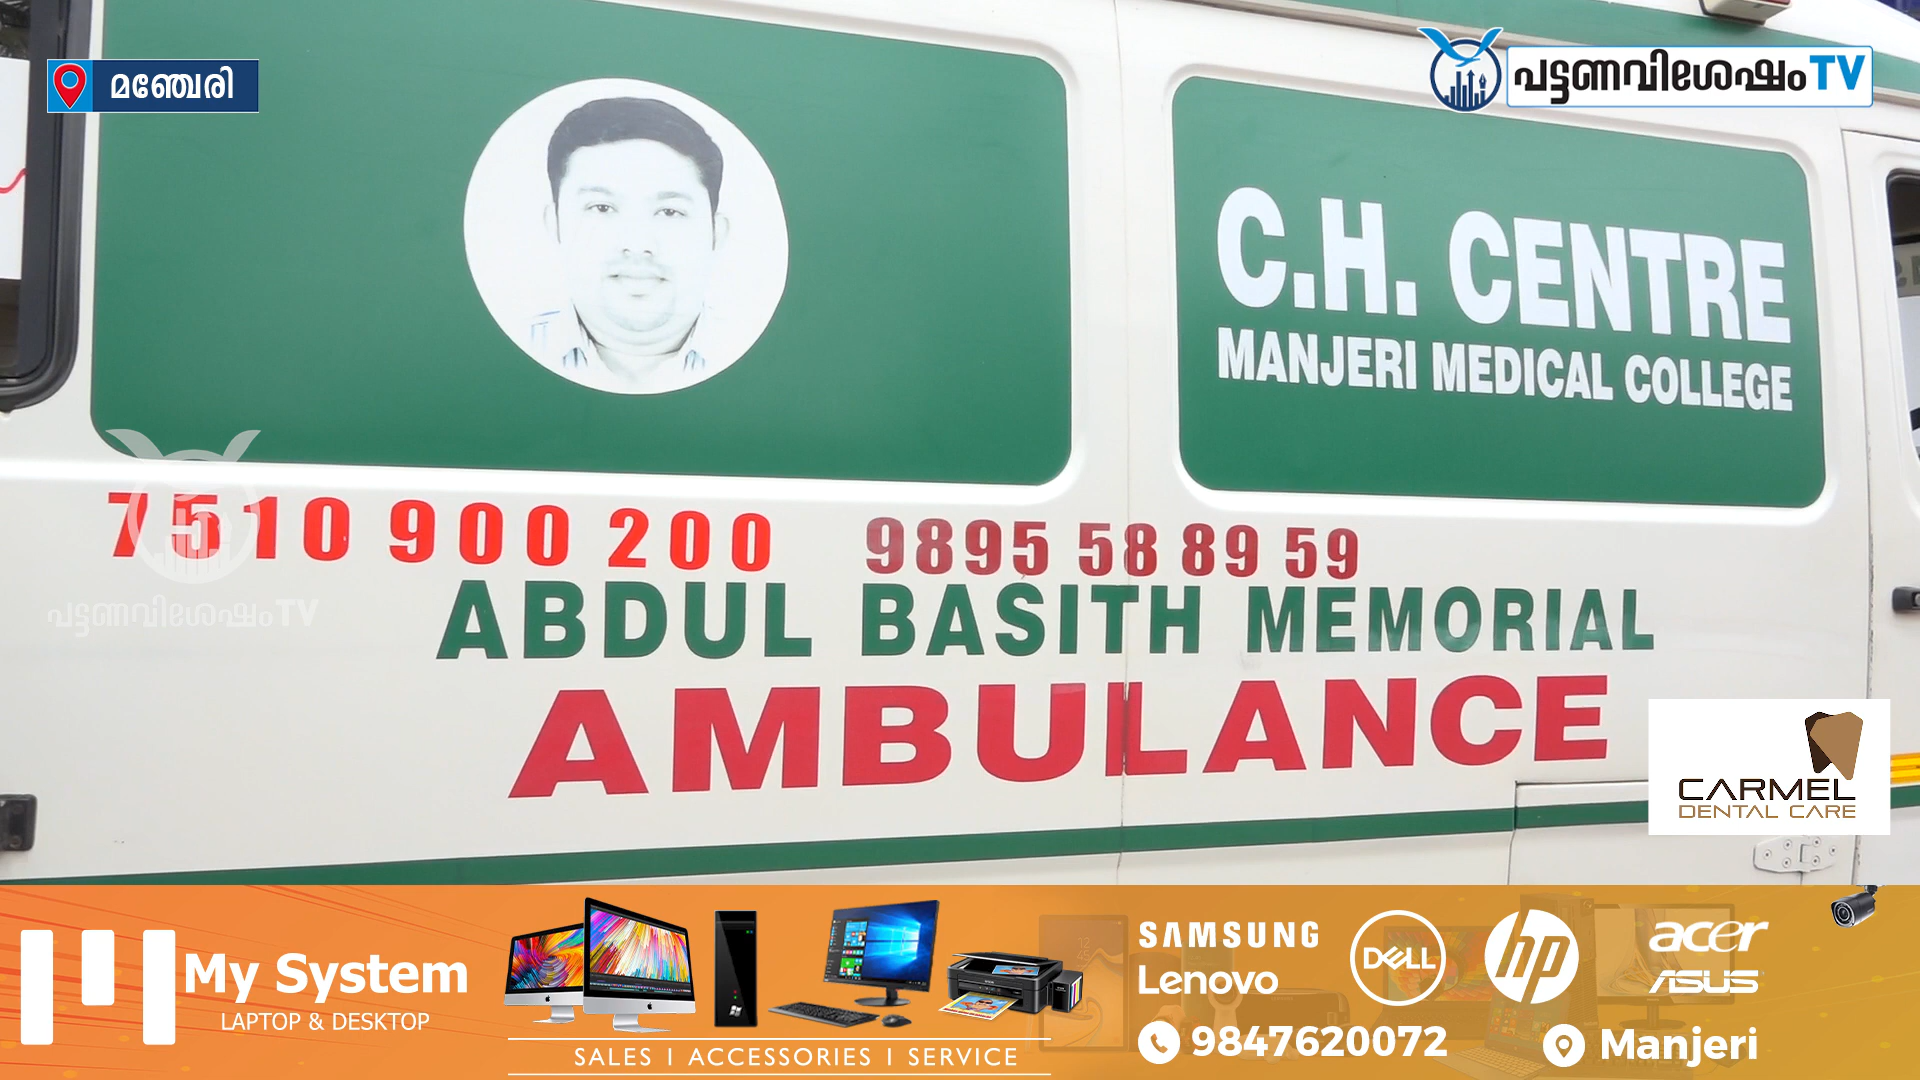 മഞ്ചേരി
പട്ടണവിശേഷംTV
C.H. CENTRE
MANJERI MEDICAL COLLEGE
7510 900 200 9895 58 89 59
പട്ടണവിശേഷംTV
ABDUL BASITH MEMORIAL
AMBULANCE
CARMEL
DENTAL CARE
My System
LAPTOP & DESKTOP
SALES I ACCESSORIES I SERVICE
SAMSUNG
Lenovo
DELL
hp
acer
ASUS
9847620072
Manjeri